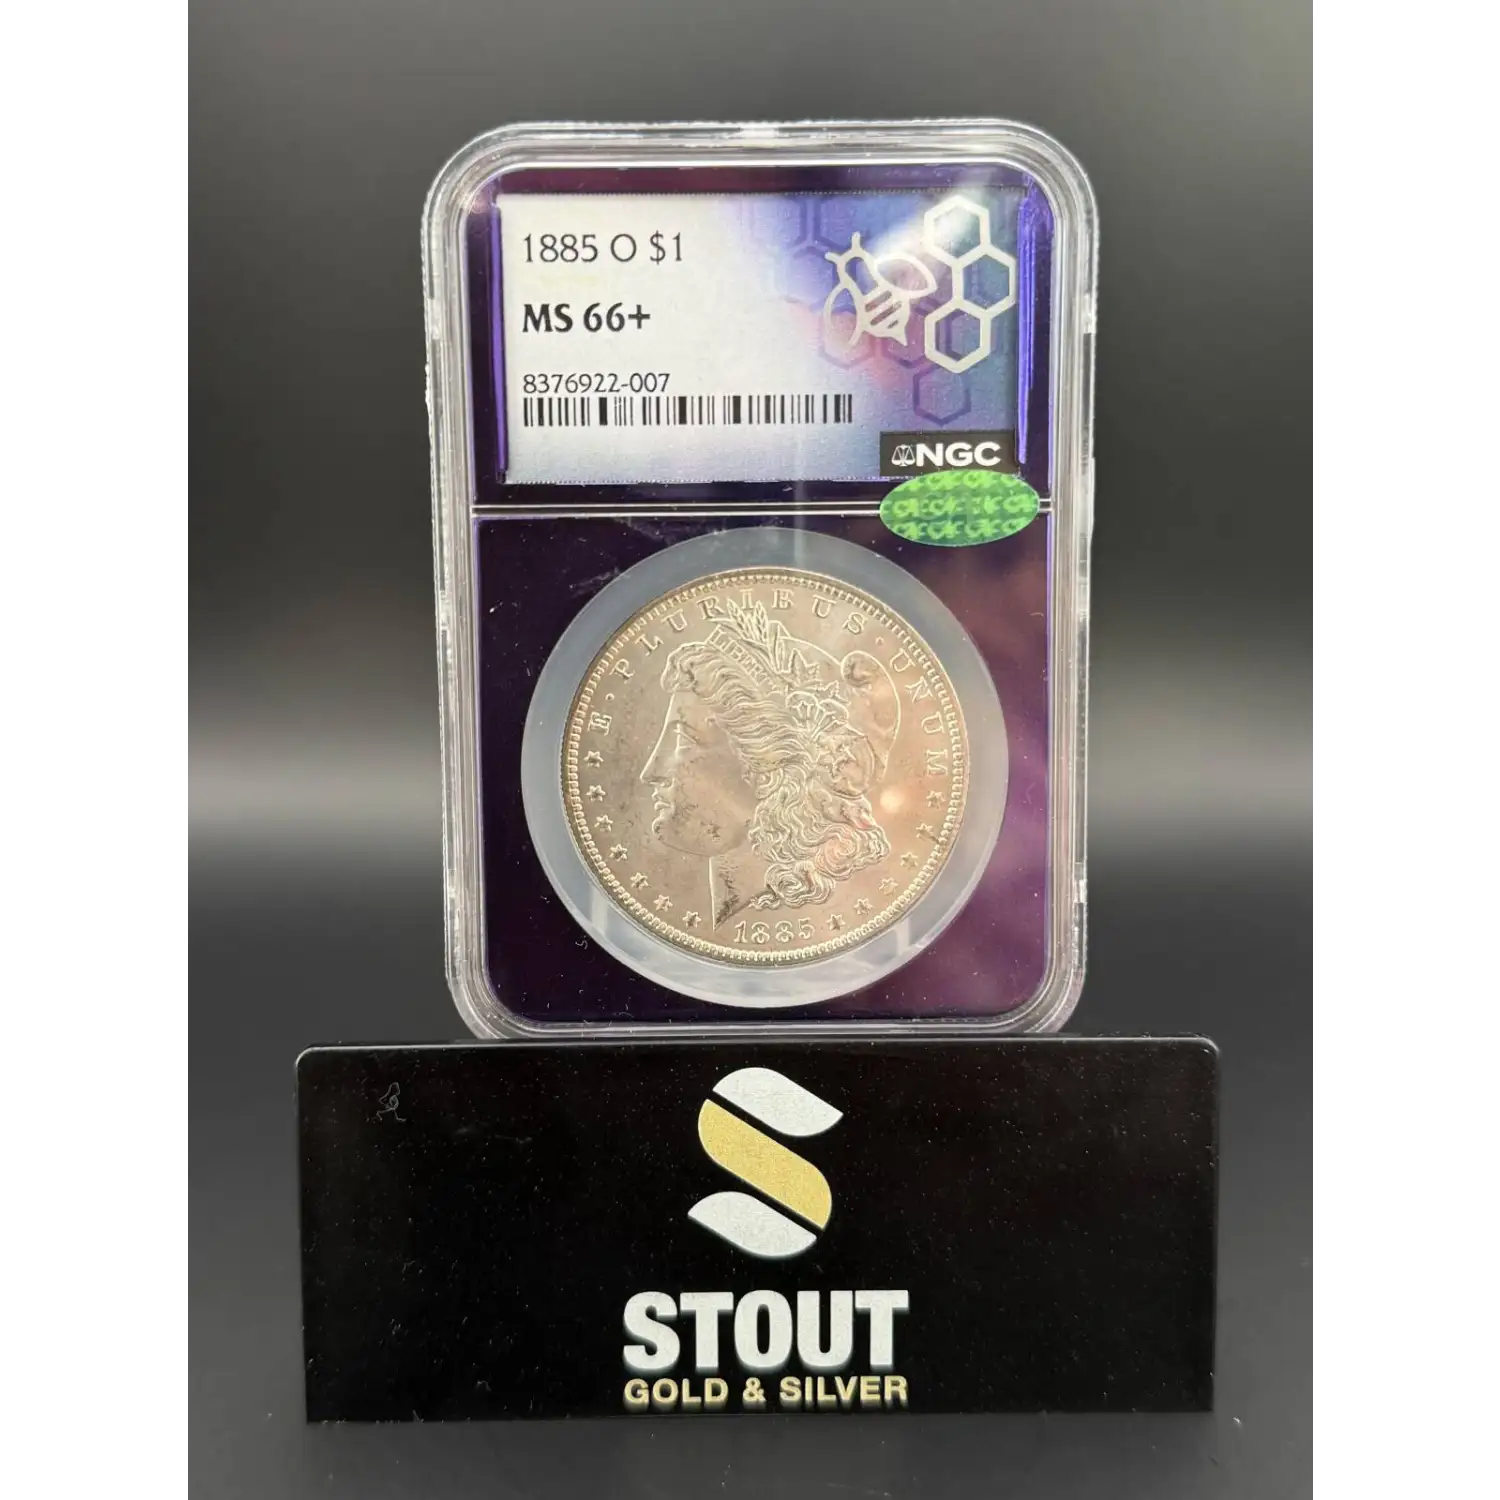 1885 O $1
MS 66+
8376922-007
NGC
E · PLURIBUS · UNUM
LIBERTY
1885
STOUT
GOLD & SILVER